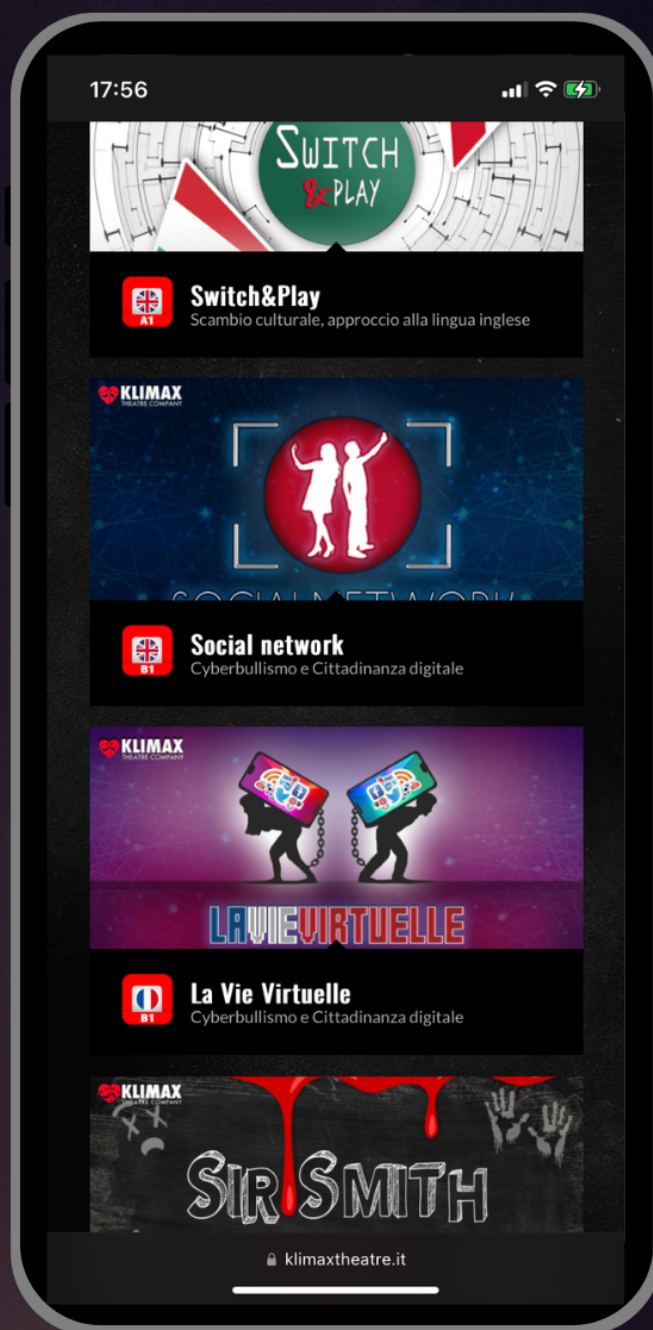 17:56
SWITCH
& PLAY
A1
Switch&Play
Scambio culturale, approccio alla lingua inglese
KLIMAX
THEATRE COMPANY
SOCIAL NETWORK
B1
Social network
Cyberbullismo e Cittadinanza digitale
KLIMAX
THEATRE COMPANY
LAVIEVIRTUELLE
B1
La Vie Virtuelle
Cyberbullismo e Cittadinanza digitale
KLIMAX
THEATRE COMPANY
SIR SMITH
klimaxtheatre.it